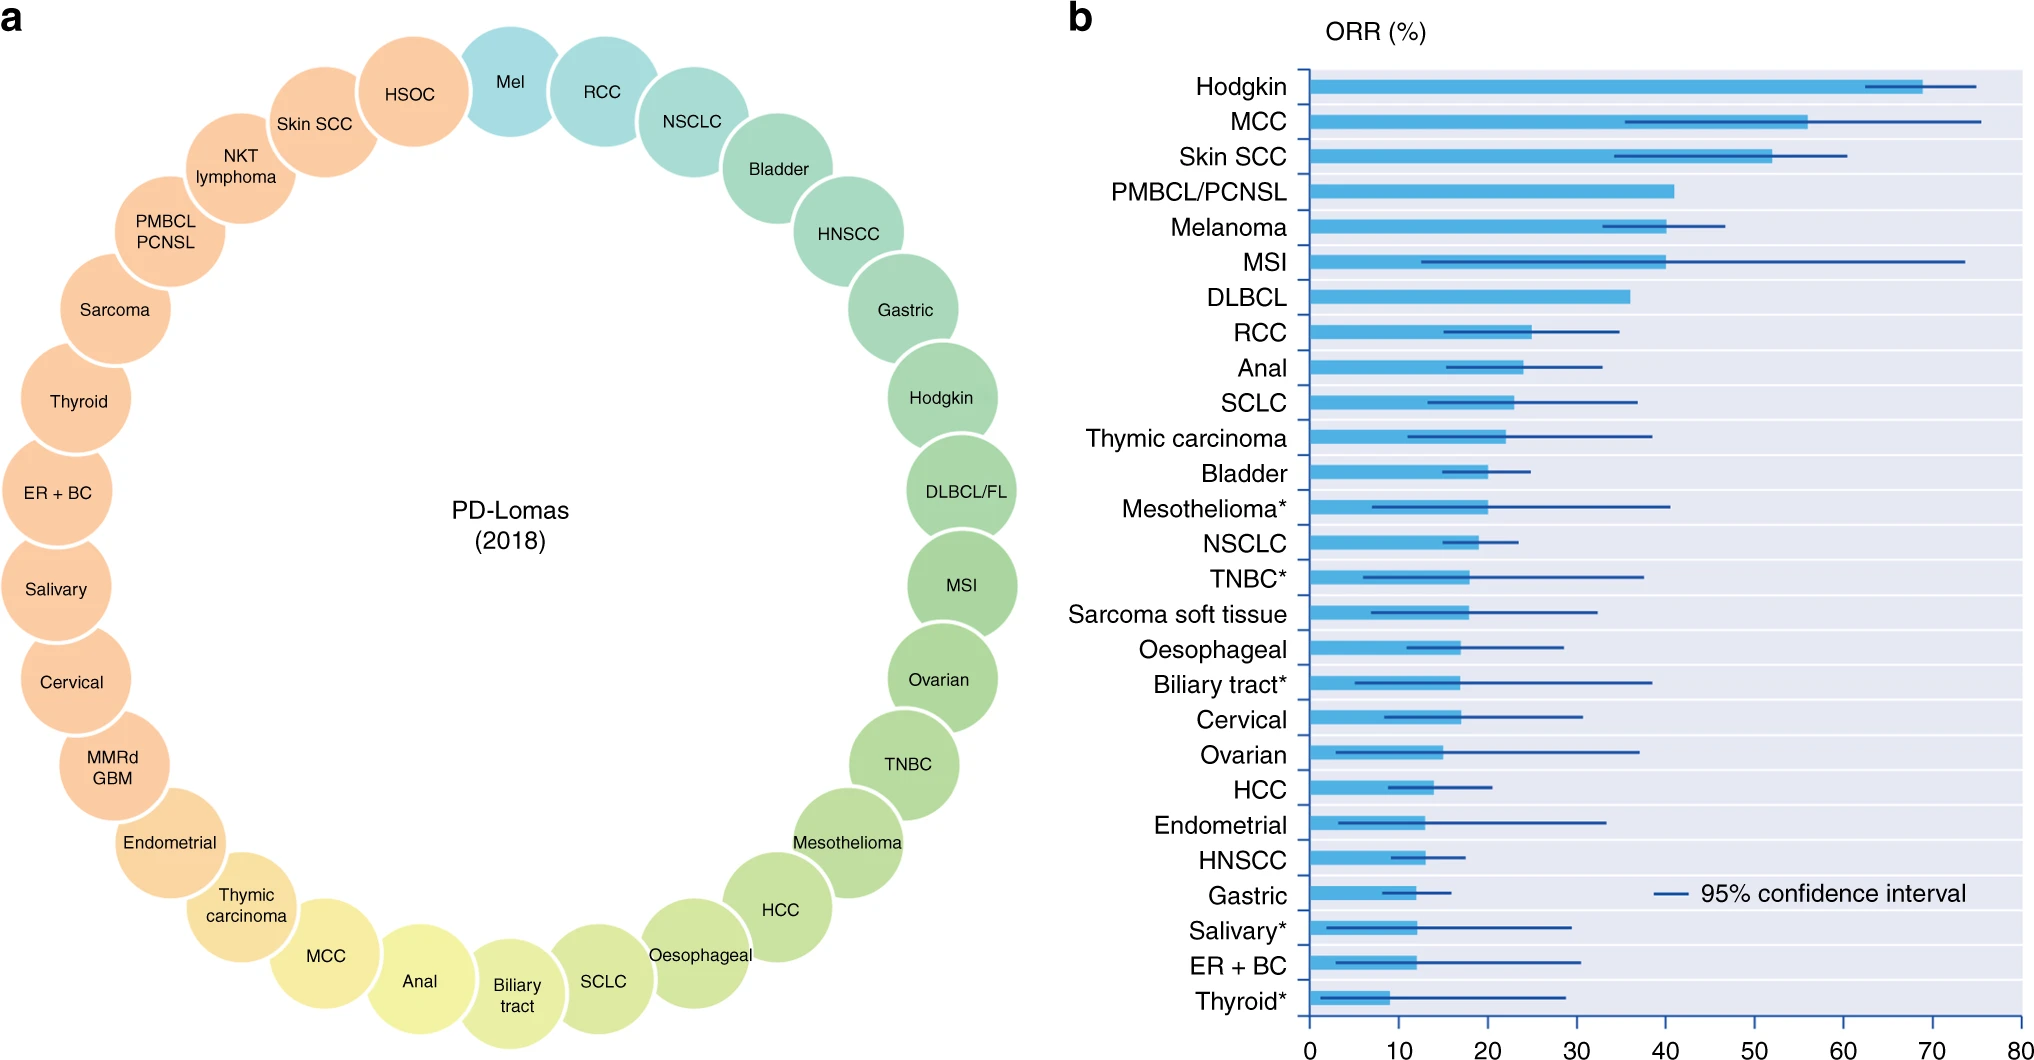 a
HSOC
Mel
RCC
NSCLC
Bladder
HNSCC
Gastric
Hodgkin
DLBCL/FL
MSI
Ovarian
TNBC
Mesothelioma
HCC
Oesophageal
SCLC
Biliary
tract
Anal
MCC
Thymic
carcinoma
Endometrial
MMRd
GBM
Cervical
Salivary
ER + BC
Thyroid
Sarcoma
PMBCL
PCNSL
NKT
lymphoma
Skin SCC
PD-Lomas
(2018)
b
ORR (%)
Hodgkin
MCC
Skin SCC
PMBCL/PCNSL
Melanoma
MSI
DLBCL
RCC
Anal
SCLC
Thymic carcinoma
Bladder
Mesothelioma*
NSCLC
TNBC*
Sarcoma soft tissue
Oesophageal
Biliary tract*
Cervical
Ovarian
HCC
Endometrial
HNSCC
Gastric
95% confidence interval
Salivary*
ER + BC
Thyroid*
0 10 20 30 40 50 60 70 80